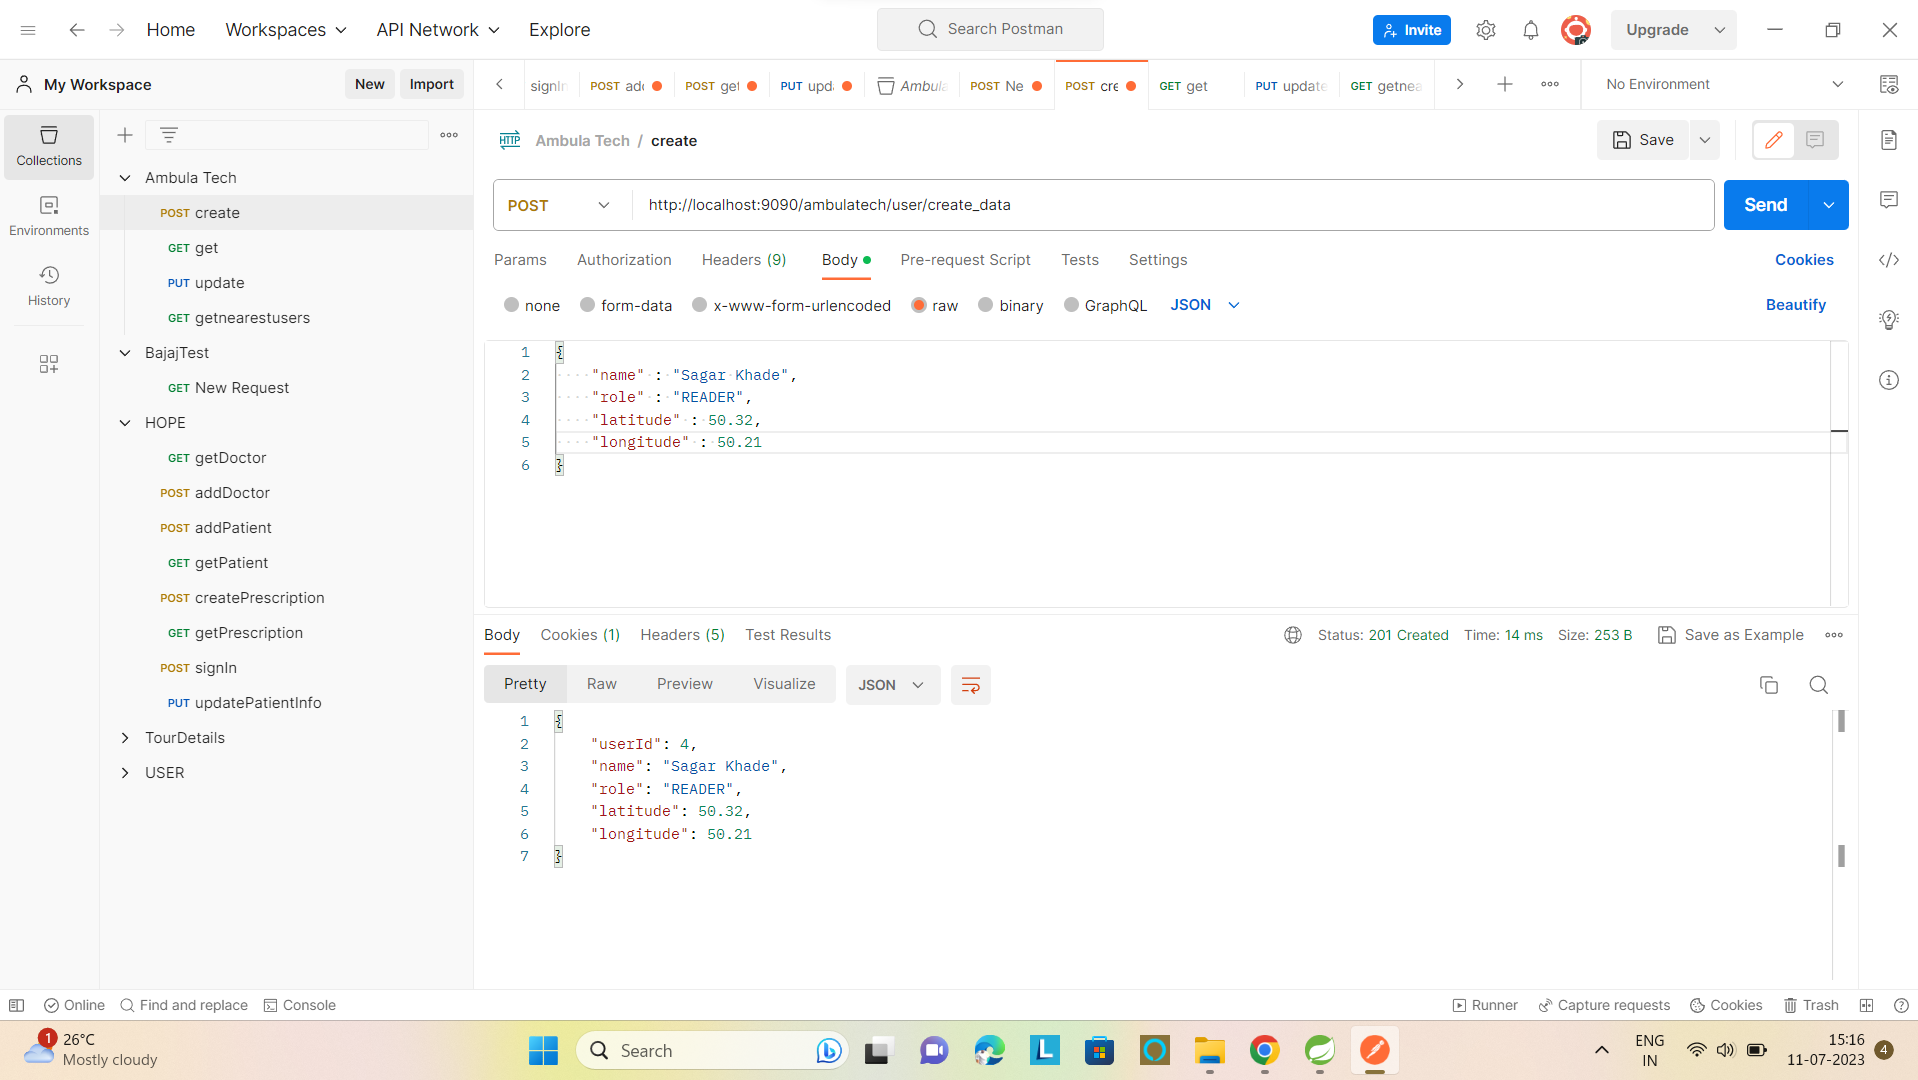 Home
Workspaces
API Network
Explore
Search Postman
Invite
Upgrade
My Workspace
New
Import
signIn
POST
POST get
PUT upd
Ambula
POST Ne
POST cre
GET get
PUT update
GET getnea
No Environment
Collections
Environments
History
Ambula Tech
POST create
GET get
PUT update
GET getnearestusers
BajajTest
GET New Request
HOPE
GET getDoctor
POST addDoctor
POST addPatient
GET getPatient
POST createPrescription
GET getPrescription
POST signIn
PUT updatePatientInfo
TourDetails
USER
HTTP Ambula Tech / create
Save
POST
http://localhost:9090/ambulatech/user/create_data
Send
Params
Authorization
Headers (9)
Body
Pre-request Script
Tests
Settings
Cookies
none
form-data
x-www-form-urlencoded
raw
binary
GraphQL
JSON
Beautify
1 {
2 "name" : "Sagar Khade",
3 "role" : "READER",
4 "latitude" : 50.32,
5 "longitude" : 50.21
6 }
Body
Cookies (1)
Headers (5)
Test Results
Status: 201 Created
Time: 14 ms
Size: 253 B
Save as Example
Pretty
Raw
Preview
Visualize
JSON
1 {
2 "userId": 4,
3 "name": "Sagar Khade",
4 "role": "READER",
5 "latitude": 50.32,
6 "longitude": 50.21
7 }
Online
Find and replace
Console
Runner
Capture requests
Cookies
Trash
1
26°C
Mostly cloudy
Search
L
ENG
IN
15:16
11-07-2023
4